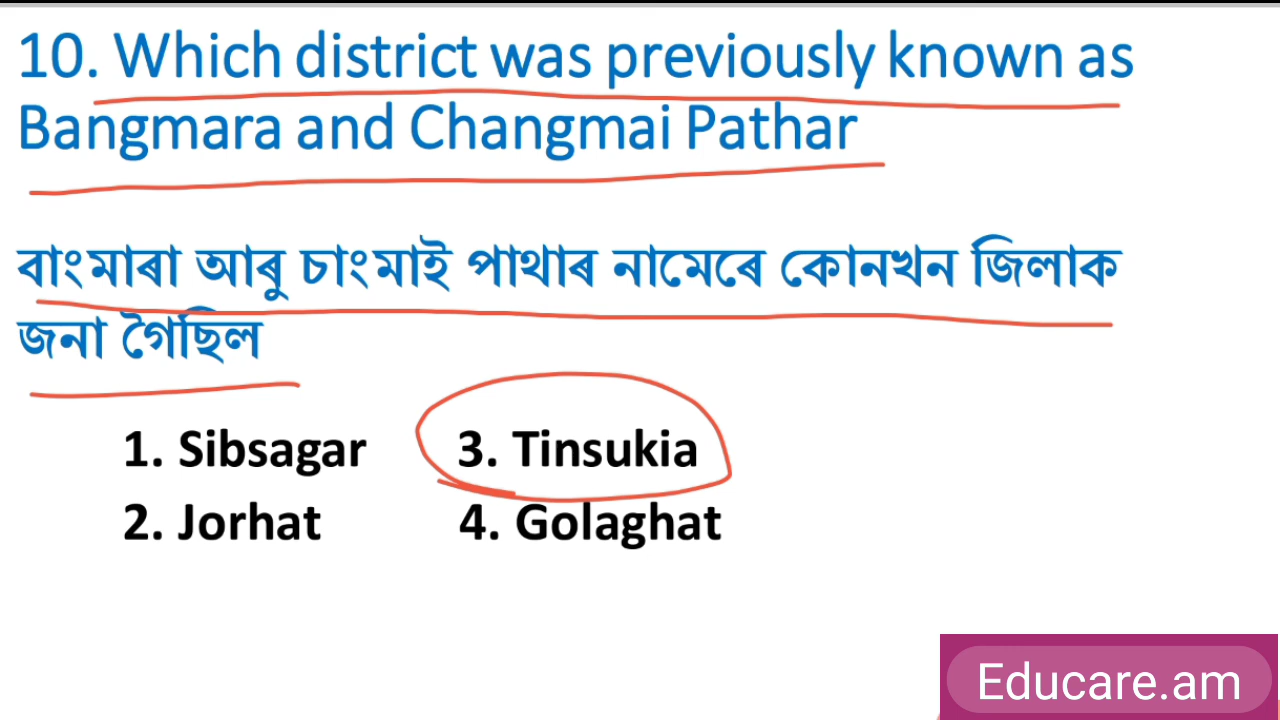 10. Which district was previously known as
Bangmara and Changmai Pathar
বাংমাৰা আৰু চাংমাই পাথাৰ নামেৰে কোনখন জিলাক
জনা গৈছিল
1. Sibsagar 3. Tinsukia
2. Jorhat 4. Golaghat
Educare.am